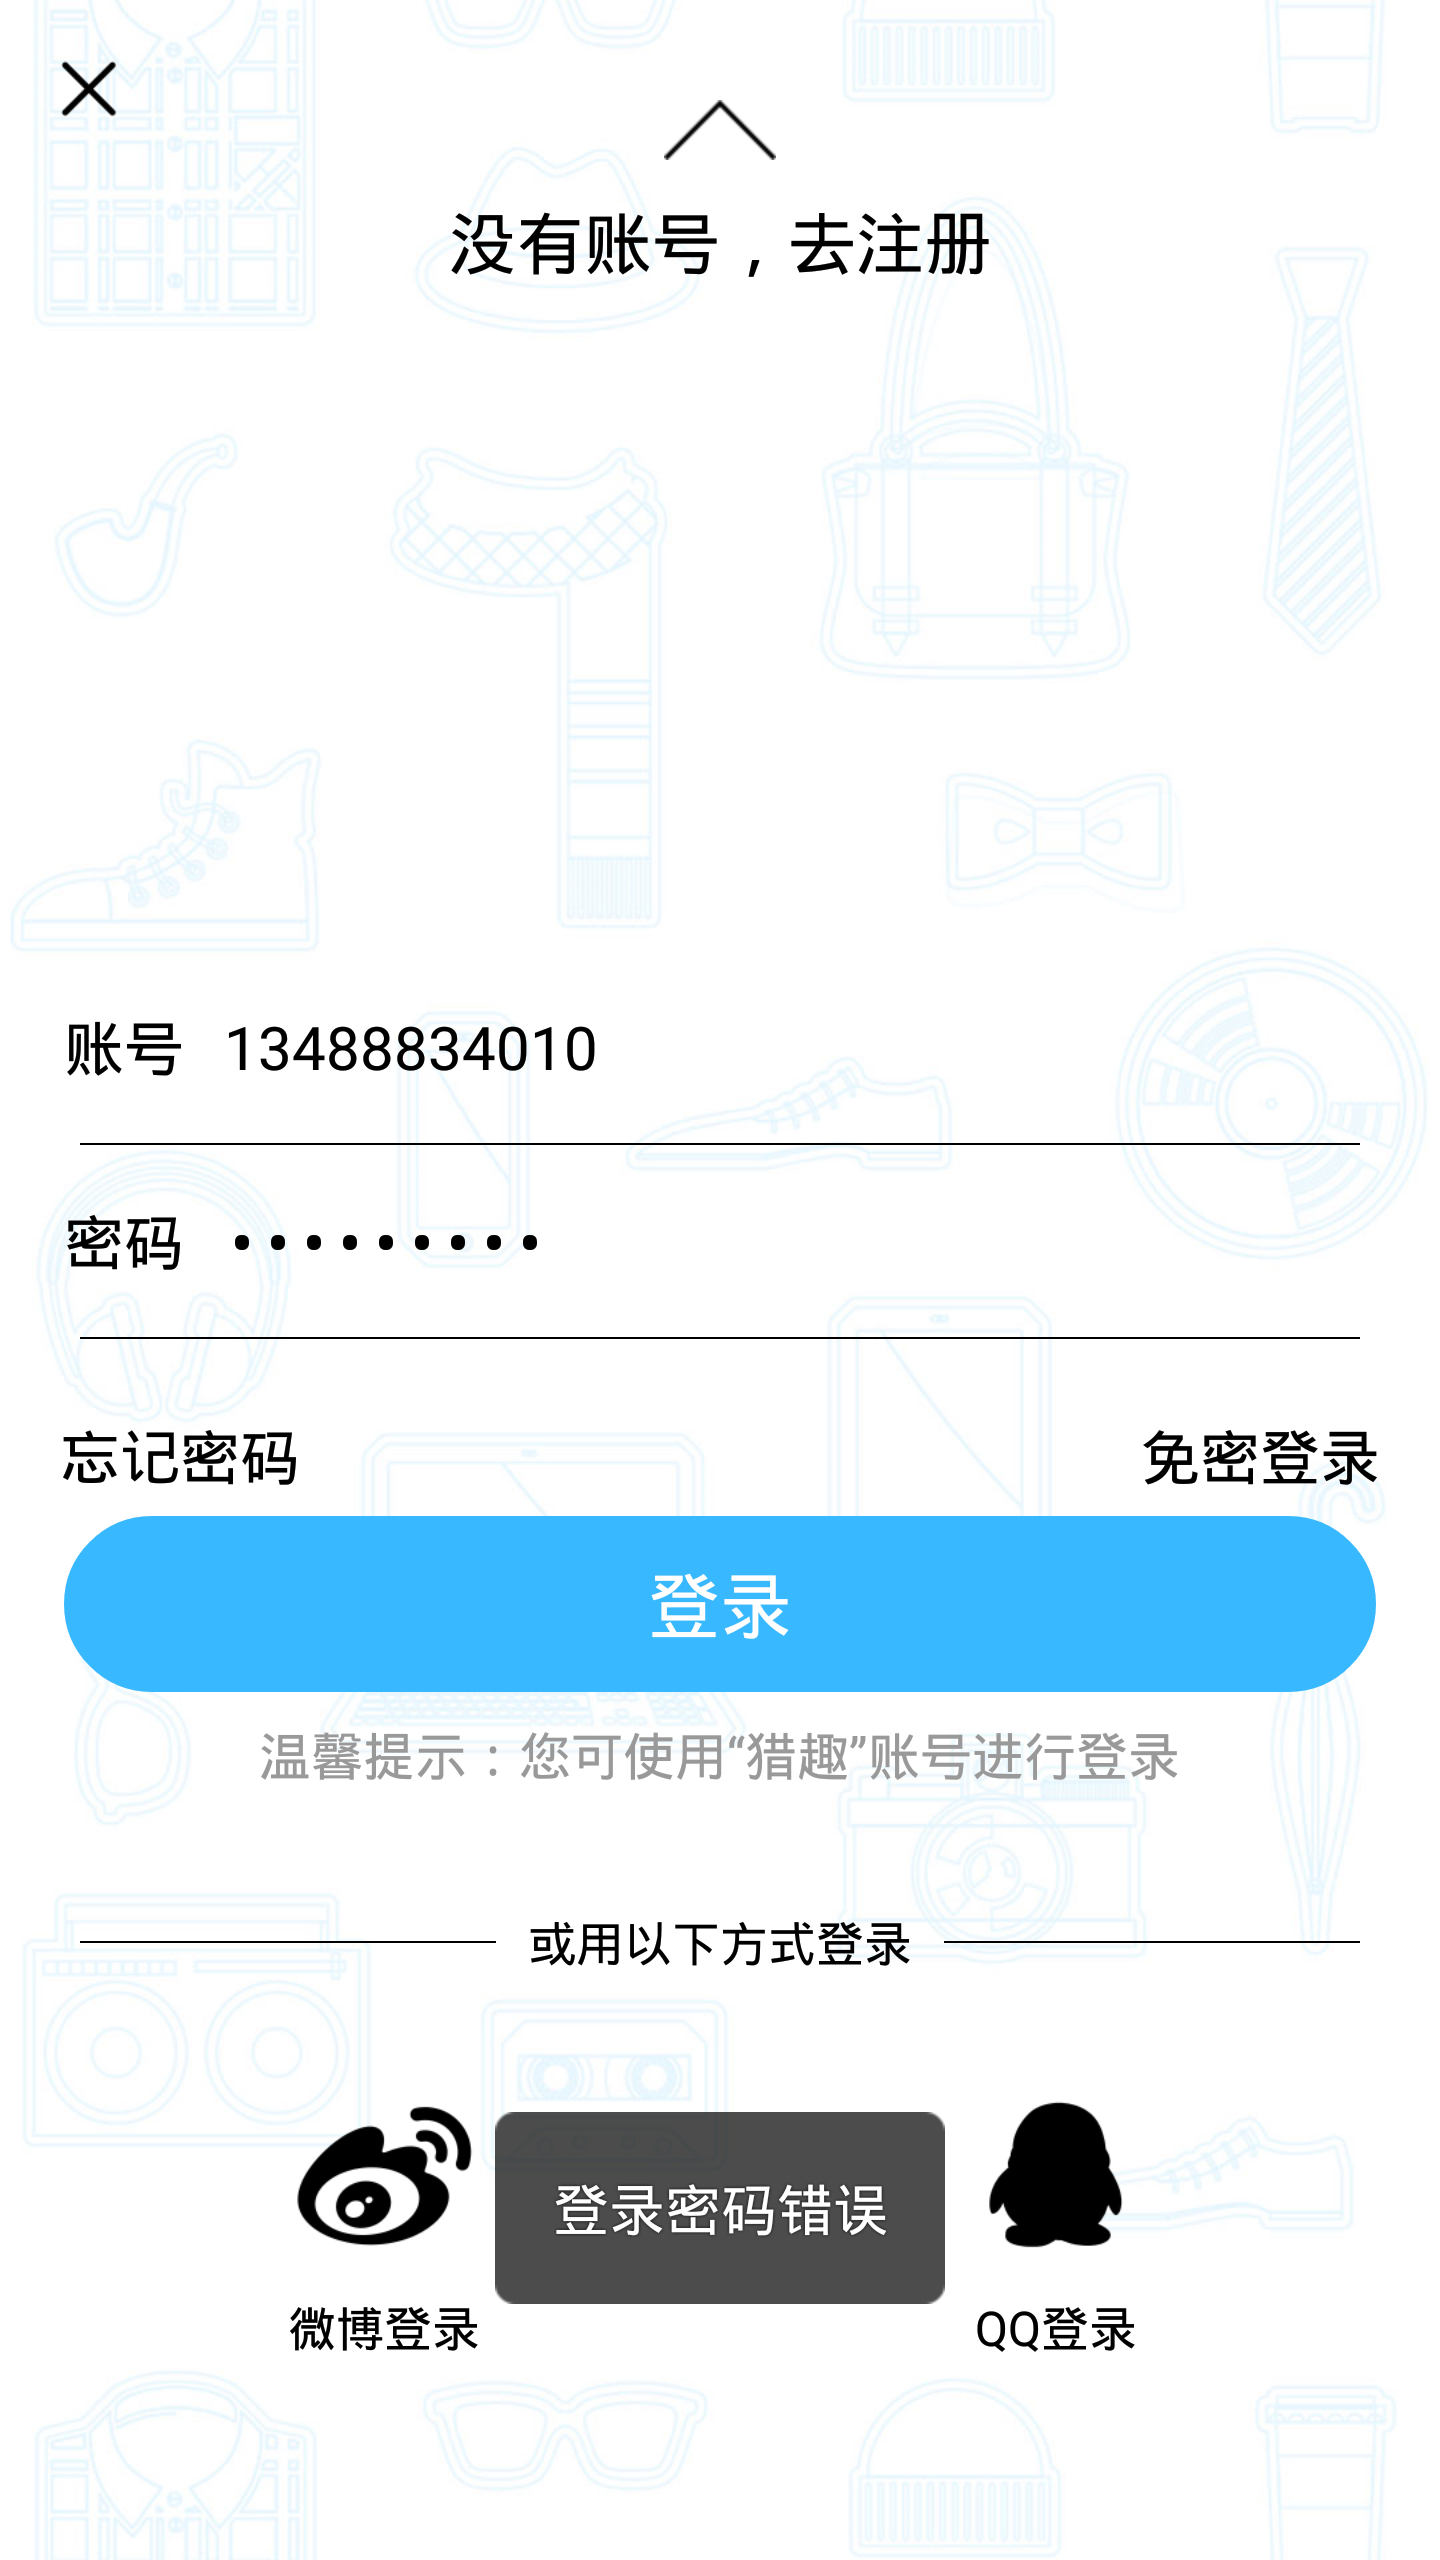 没有账号，去注册
账号 13488834010
密码 •••••••••
忘记密码 免密登录
登录
温馨提示：您可使用“猎趣”账号进行登录
或用以下方式登录
登录密码错误
微博登录 QQ登录